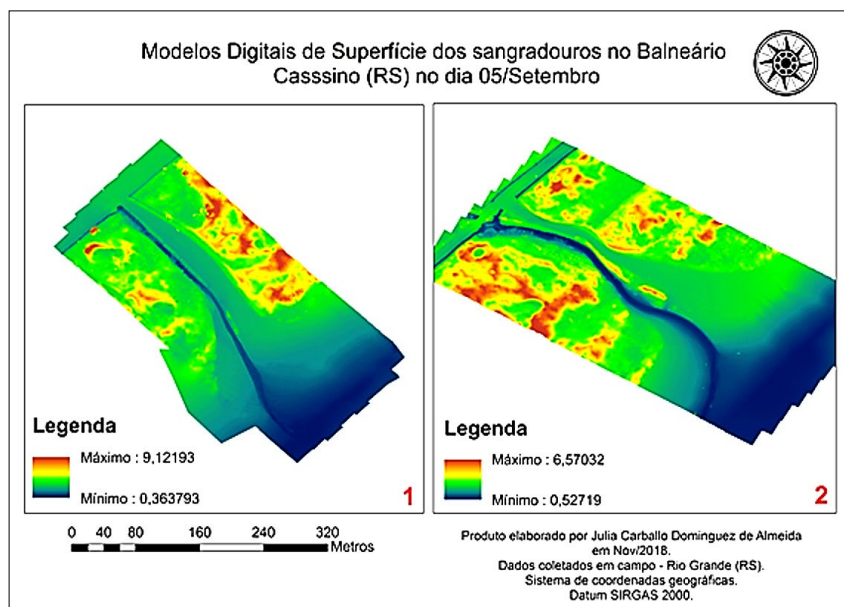 Modelos Digitais de Superfície dos sangradouros no Balneário
Casssino (RS) no dia 05/Setembro
Legenda
Máximo : 9,12193
Mínimo : 0,363793
1
Legenda
Máximo : 6,57032
Mínimo : 0,52719
2
0 40 80 160 240 320
Metros
Produto elaborado por Julia Carballo Dominguez de Almeida
em Nov/2018.
Dados coletados em campo - Rio Grande (RS).
Sistema de coordenadas geográficas.
Datum SIRGAS 2000.